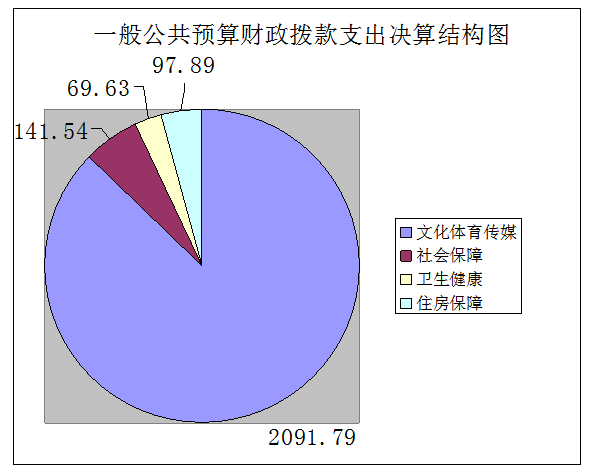 一般公共预算财政拨款支出决算结构图
97.89
69.63
141.54
文化体育传媒
社会保障
卫生健康
住房保障
2091.79